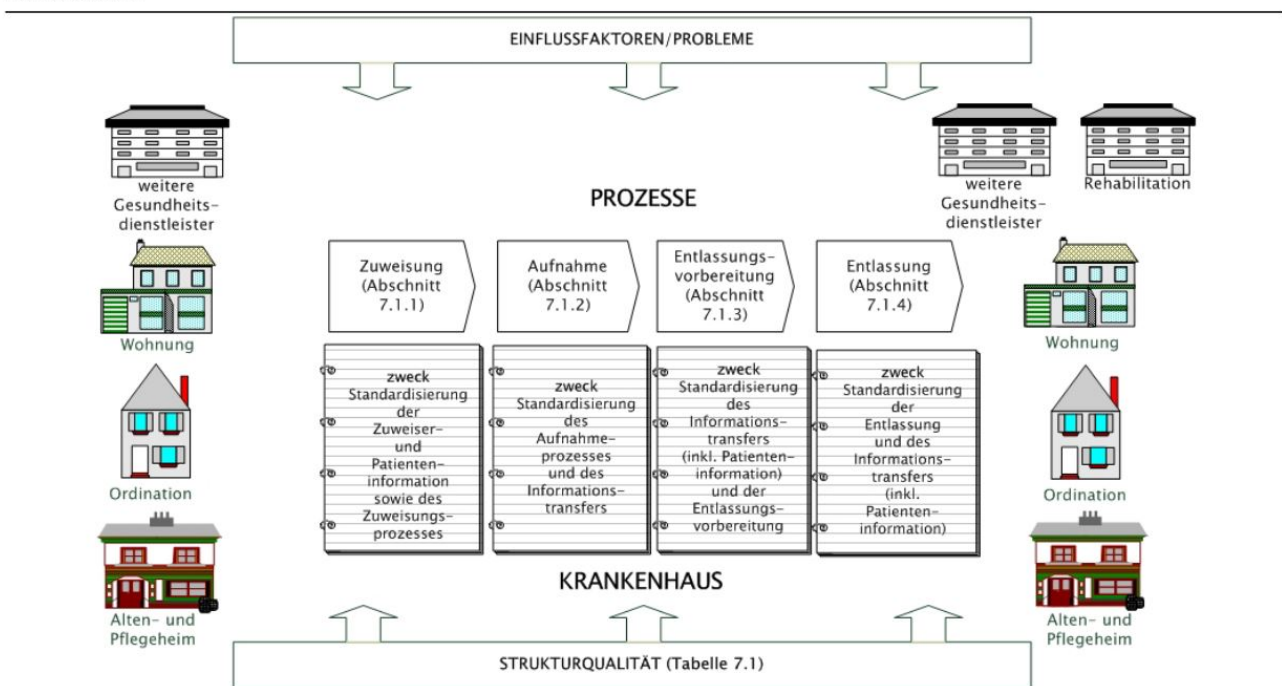 EINFLUSSFAKTOREN/PROBLEME
weitere
Gesundheits-
dienstleister
Wohnung
Ordination
Alten- und
Pflegeheim
PROZESSE
Zuweisung
(Abschnitt
7.1.1)
Aufnahme
(Abschnitt
7.1.2)
Entlassungs-
vorbereitung
(Abschnitt
7.1.3)
Entlassung
(Abschnitt
7.1.4)
zweck
Standardisierung
der
Zuweiser-
und
Patienten-
information
sowie des
Zuweisungs-
prozesses
zweck
Standardisierung
des
Aufnahme-
prozesses
und des
Informations-
transfers
zweck
Standardisierung
des
Informations-
transfers
(inkl. Patienten-
information)
und der
Entlassungs-
vorbereitung
zweck
Standardisierung
der
Entlassung
und des
Informations-
transfers
(inkl.
Patienten-
information)
KRANKENHAUS
weitere
Gesundheits-
dienstleister
Rehabilitation
Wohnung
Ordination
Alten- und
Pflegeheim
STRUKTURQUALITÄT (Tabelle 7.1)